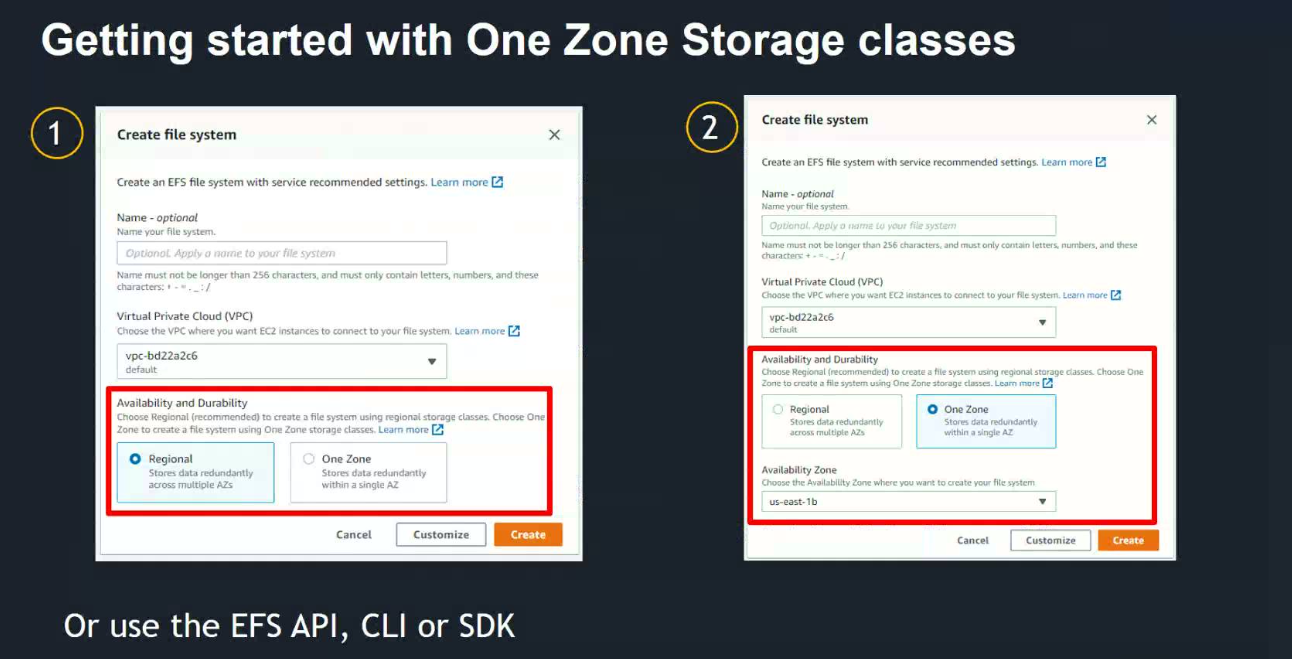 Getting started with One Zone Storage classes
1
Create file system
Create an EFS file system with service recommended settings. Learn more
Name - optional
Name your file system.
Optional. Apply a name to your file system
Name must not be longer than 256 characters, and must only contain letters, numbers, and these
characters: + - = . _ : /
Virtual Private Cloud (VPC)
Choose the VPC where you want EC2 instances to connect to your file system. Learn more
vpc-bd22a2c6
default
Availability and Durability
Choose Regional (recommended) to create a file system using regional storage classes. Choose One
Zone to create a file system using One Zone storage classes. Learn more
Regional
Stores data redundantly
across multiple AZs
One Zone
Stores data redundantly
within a single AZ
Cancel
Customize
Create
2
Create file system
Create an EFS file system with service recommended settings. Learn more
Name - optional
Name your file system.
Optional. Apply a name to your file system
Name must not be longer than 256 characters, and must only contain letters, numbers, and these
characters: + - = . _ : /
Virtual Private Cloud (VPC)
Choose the VPC where you want EC2 instances to connect to your file system. Learn more
vpc-bd22a2c6
default
Availability and Durability
Choose Regional (recommended) to create a file system using regional storage classes. Choose One
Zone to create a file system using One Zone storage classes. Learn more
Regional
Stores data redundantly
across multiple AZs
One Zone
Stores data redundantly
within a single AZ
Availability Zone
Choose the Availability Zone where you want to create your file system
us-east-1b
Cancel
Customize
Create
Or use the EFS API, CLI or SDK